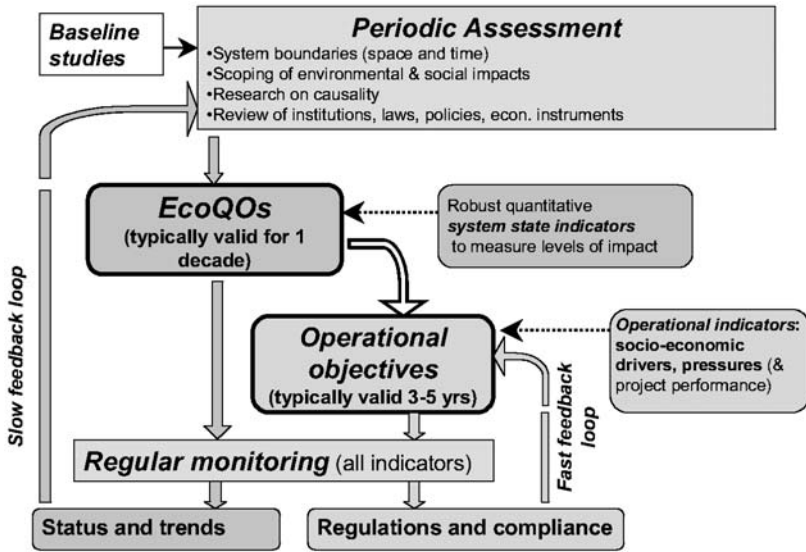 Baseline
studies
Periodic Assessment
•System boundaries (space and time)
•Scoping of environmental & social impacts
•Research on causality
•Review of institutions, laws, policies, econ. instruments
EcoQOs
(typically valid for 1
decade)
Robust quantitative
system state indicators
to measure levels of impact
Operational
objectives
(typically valid 3-5 yrs)
Operational indicators:
socio-economic
drivers, pressures (&
project performance)
Slow feedback loop
Fast feedback
loop
Regular monitoring (all indicators)
Status and trends
Regulations and compliance